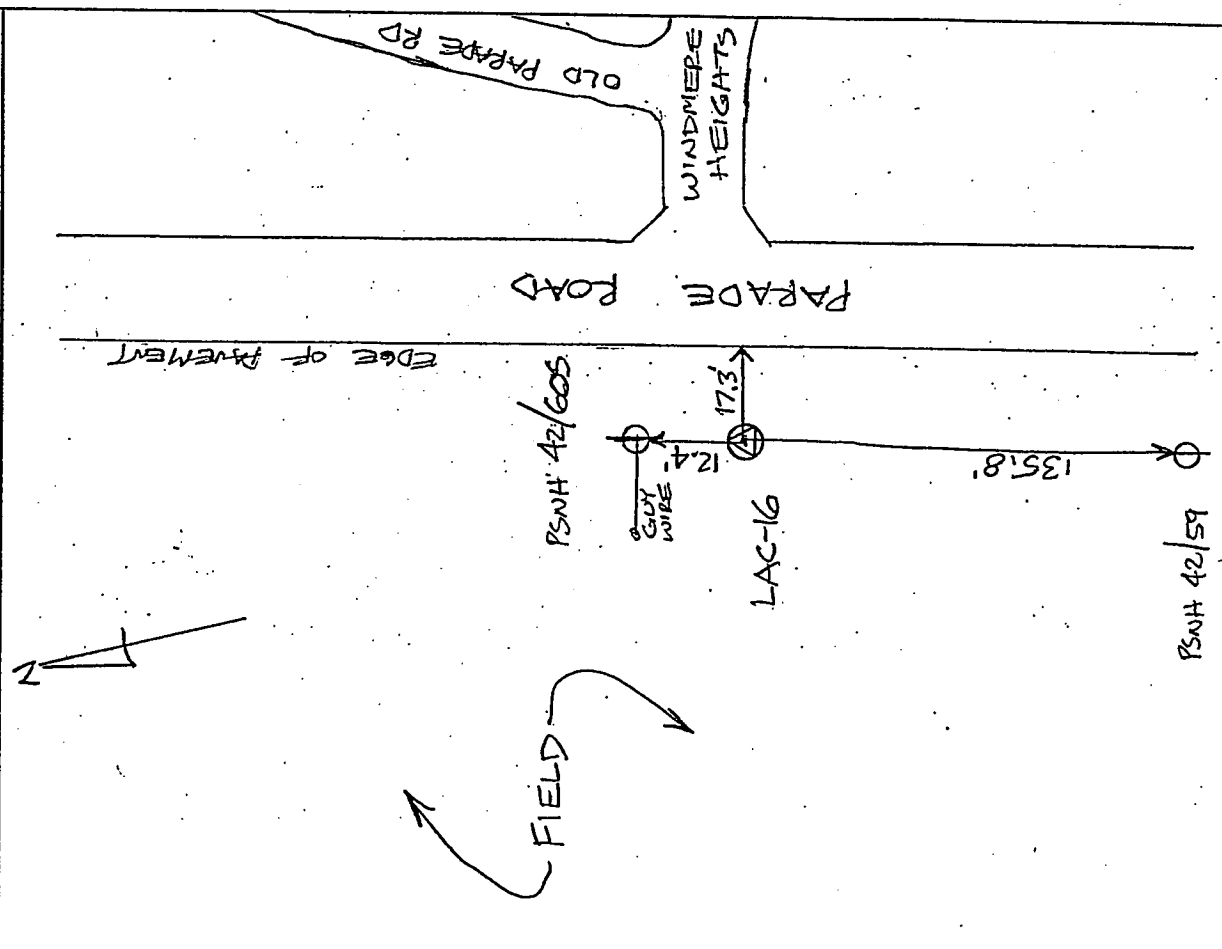 OLD PARADE RD
WINDMERE
HEIGHTS
PARADE ROAD
EDGE OF PAVEMENT
PSNH 42/60S
17.3'
12.4'
GUY
WIRE
LAC-16
135.8'
PSNH 42/59
N
FIELD